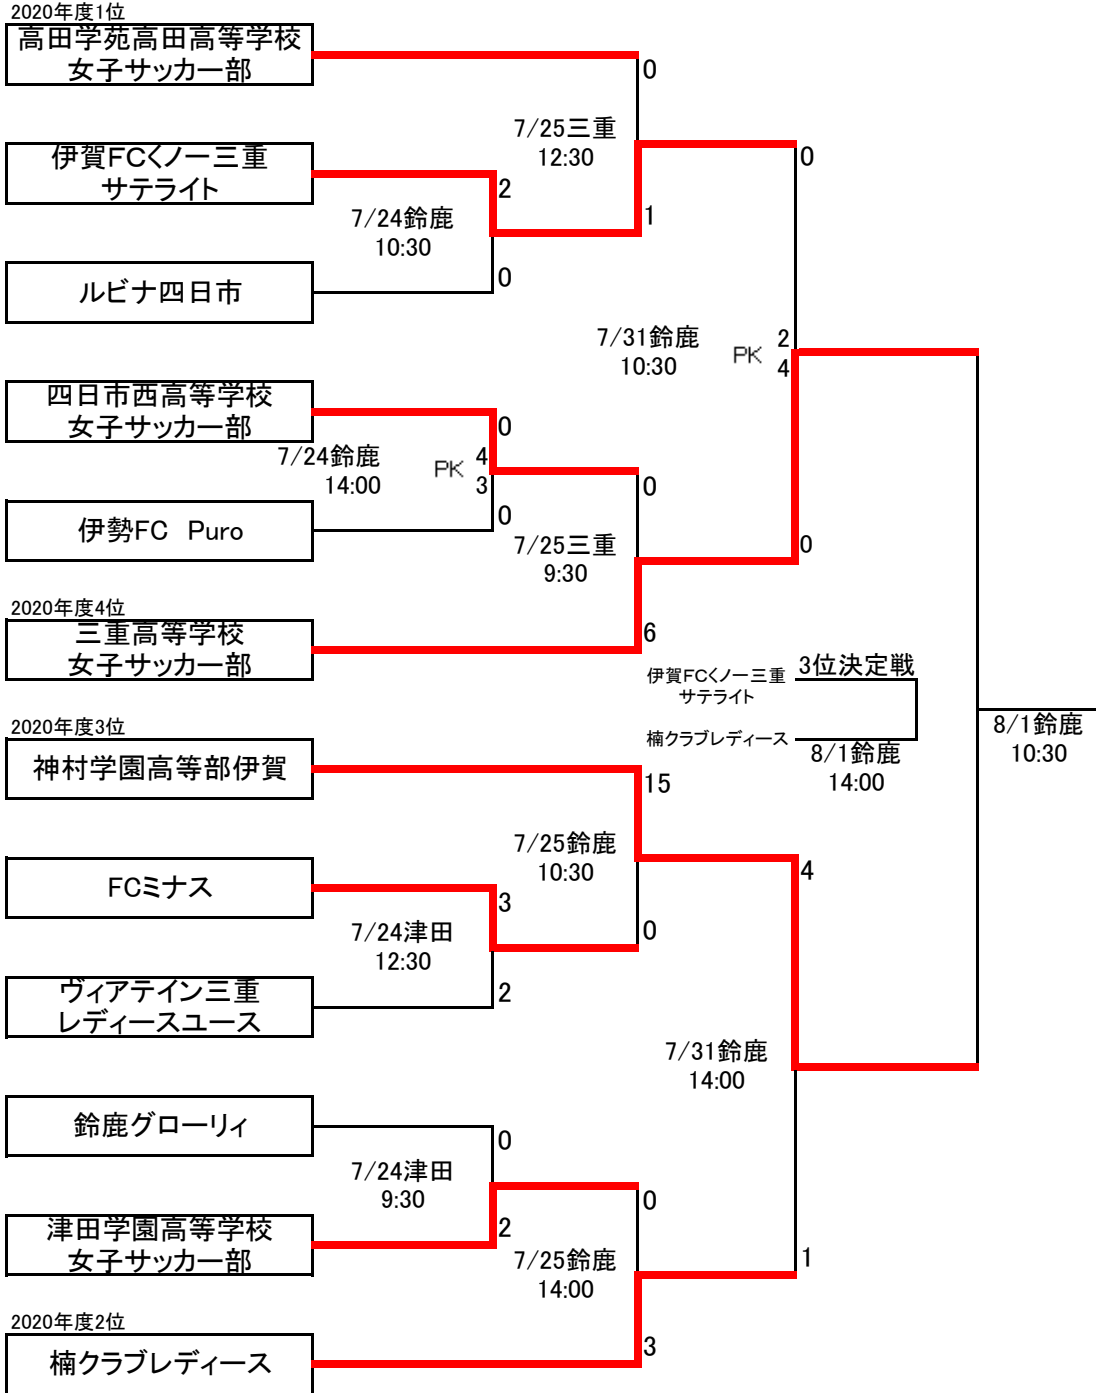 2020年度1位
高田学苑高田高等学校
女子サッカー部
0
7/25三重
12:30
伊賀FCくノ一三重
サテライト
2
0
7/24鈴鹿
10:30
1
ルビナ四日市
0
7/31鈴鹿
10:30
PK
2
4
四日市西高等学校
女子サッカー部
0
7/24鈴鹿
14:00
PK
4
3
0
伊勢FC Puro
0
7/25三重
9:30
0
2020年度4位
三重高等学校
女子サッカー部
6
伊賀FCくノ一三重
サテライト
3位決定戦
楠クラブレディース
8/1鈴鹿
14:00
8/1鈴鹿
10:30
2020年度3位
神村学園高等部伊賀
15
7/25鈴鹿
10:30
4
FCミナス
3
7/24津田
12:30
0
ヴィアティン三重
レディースユース
2
7/31鈴鹿
14:00
鈴鹿グローリィ
0
7/24津田
9:30
0
津田学園高等学校
女子サッカー部
2
7/25鈴鹿
14:00
1
2020年度2位
楠クラブレディース
3